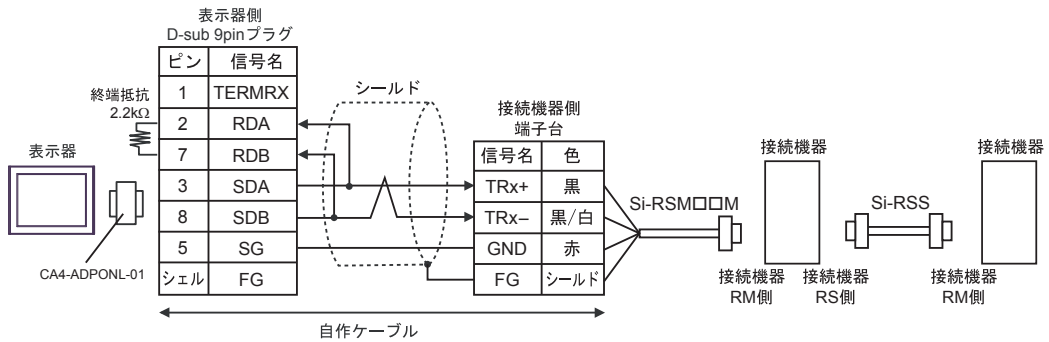 表示器側
D-sub 9pinプラグ
ピン 信号名
1 TERMRX
2 RDA
7 RDB
3 SDA
8 SDB
5 SG
シェル FG
終端抵抗
2.2kΩ
表示器
CA4-ADPONL-01
シールド
接続機器側
端子台
信号名 色
TRx+ 黒
TRx− 黒/白
GND 赤
FG シールド
自作ケーブル
Si-RSM□□M
接続機器
接続機器
RM側
接続機器
RS側
Si-RSS
接続機器
接続機器
RM側